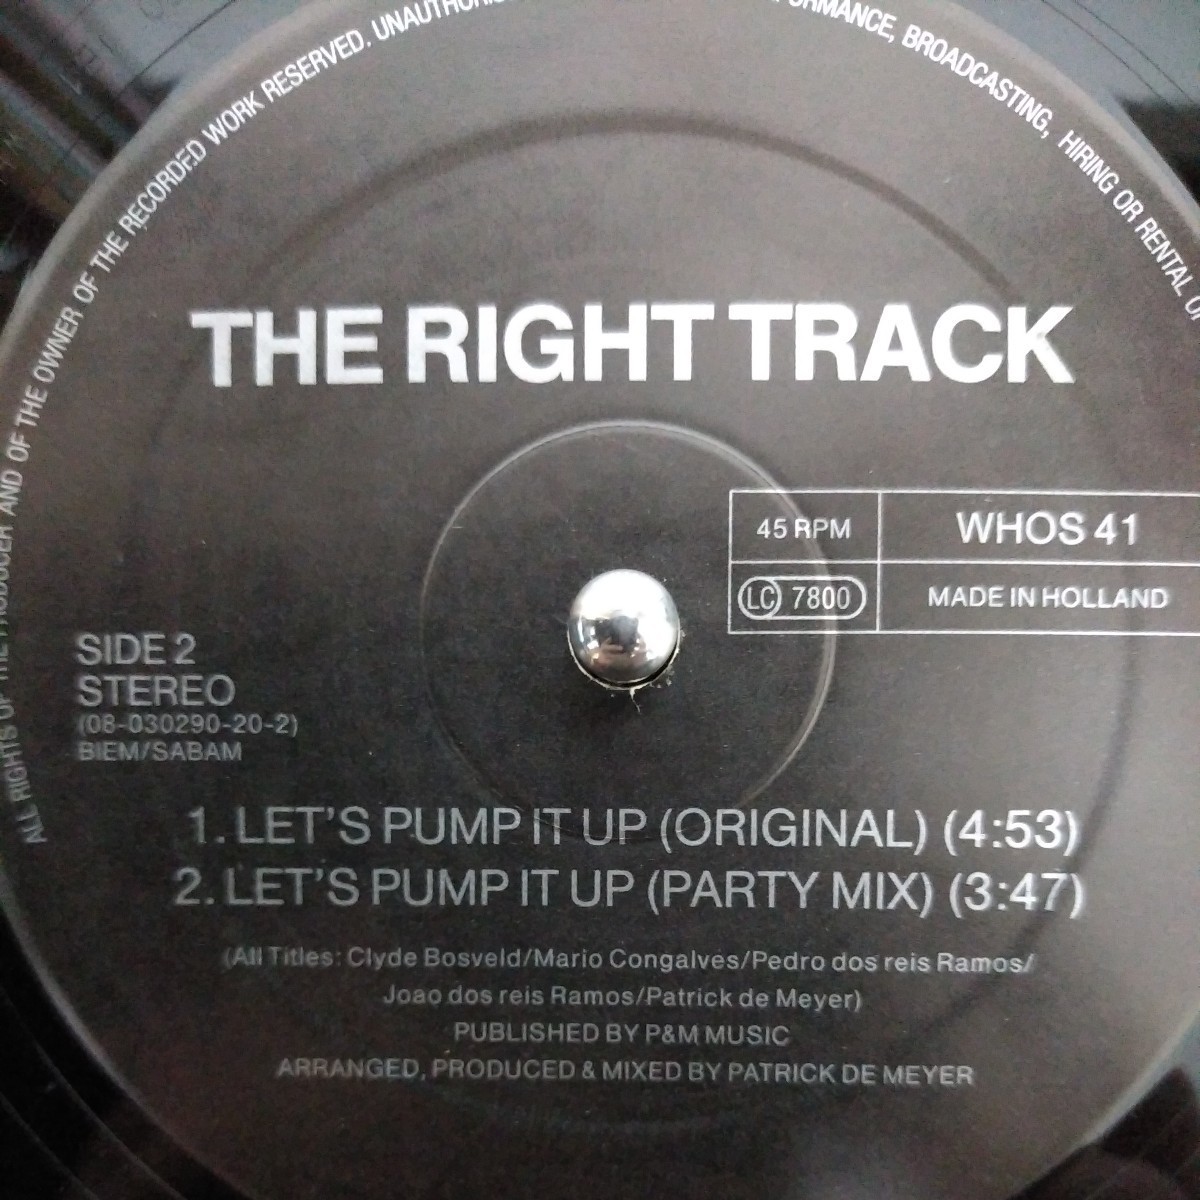 ALL RIGHTS OF THE PRODUCER AND OF THE OWNER OF THE RECORDED WORK RESERVED. UNAUTHORIS
FORMANCE, BROADCASTING, HIRING OR RENTAL OF
THE RIGHT TRACK
45 RPM
WHOS 41
LC 7800
MADE IN HOLLAND
SIDE 2
STEREO
(08-030290-20-2)
BIEM/SABAM
1. LET'S PUMP IT UP (ORIGINAL) (4:53)
2. LET'S PUMP IT UP (PARTY MIX) (3:47)
(All Titles: Clyde Bosveld/Mario Congalves/Pedro dos reis Ramos/
Joao dos reis Ramos/Patrick de Meyer)
PUBLISHED BY P&M MUSIC
ARRANGED, PRODUCED & MIXED BY PATRICK DE MEYER